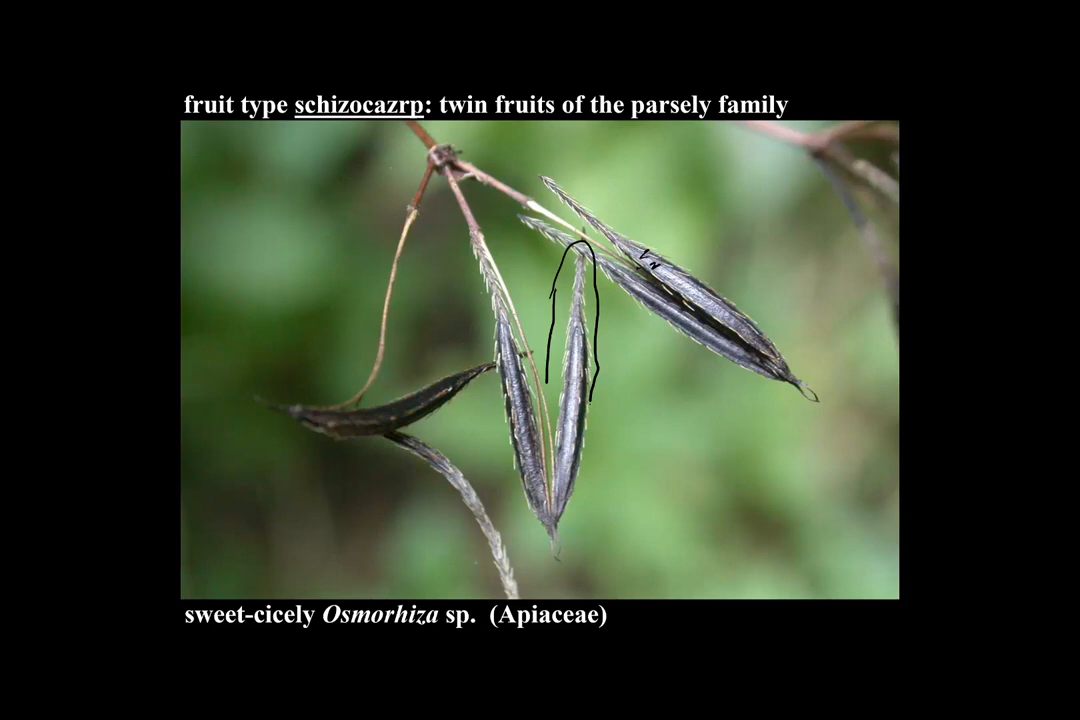 fruit type schizocazrp: twin fruits of the parsely family
sweet-cicely Osmorhiza sp. (Apiaceae)